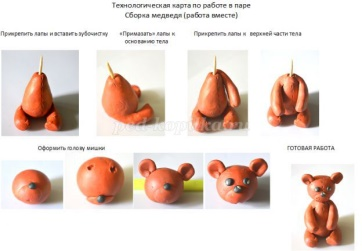 Технологическая карта по работе в паре
Сборка медведя (работа вместе)
Прикрепить лапы и вставить зубочистку
«Примазать» лапы к основанию тела
Прикрепить лапы к верхней части тела
Оформить голову мишки
ГОТОВАЯ РАБОТА